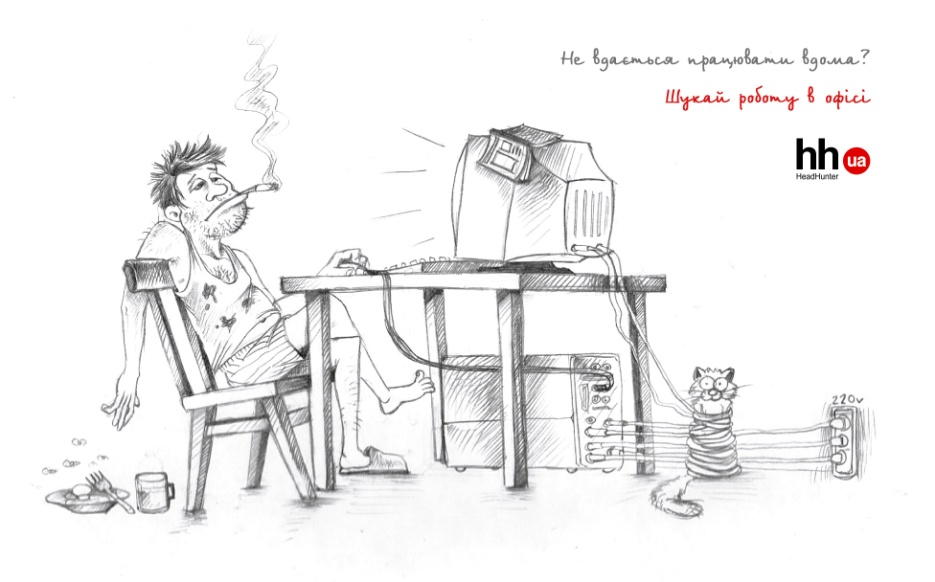 Не вдається працювати вдома?
Шукай роботу в офісі
hh ua
HeadHunter
220v